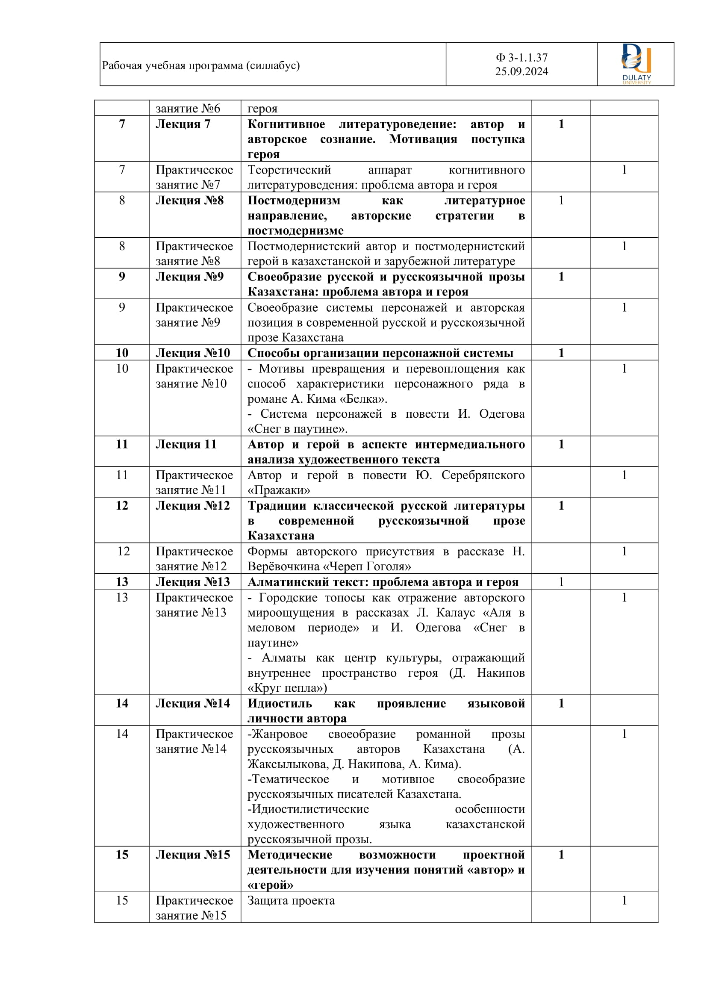 Рабочая учебная программа (силлабус)
Ф 3-1.1.37
25.09.2024
DULATY
UNIVERSITY
занятие №6 героя
7 Лекция 7 Когнитивное литературоведение: автор и 1
авторское сознание. Мотивация поступка
героя
7 Практическое Теоретический аппарат когнитивного 1
занятие №7 литературоведения: проблема автора и героя
8 Лекция №8 Постмодернизм как литературное 1
направление, авторские стратегии в
постмодернизме
8 Практическое Постмодернистский автор и постмодернистский 1
занятие №8 герой в казахстанской и зарубежной литературе
9 Лекция №9 Своеобразие русской и русскоязычной прозы 1
Казахстана: проблема автора и героя
9 Практическое Своеобразие системы персонажей и авторская 1
занятие №9 позиция в современной русской и русскоязычной
прозе Казахстана
10 Лекция №10 Способы организации персонажной системы 1
10 Практическое - Мотивы превращения и перевоплощения как 1
занятие №10 способ характеристики персонажного ряда в
романе А. Кима «Белка».
- Система персонажей в повести И. Одегова
«Снег в паутине».
11 Лекция 11 Автор и герой в аспекте интермедиального 1
анализа художественного текста
11 Практическое Автор и герой в повести Ю. Серебрянского 1
занятие №11 «Пражаки»
12 Лекция №12 Традиции классической русской литературы 1
в современной русскоязычной прозе
Казахстана
12 Практическое Формы авторского присутствия в рассказе Н. 1
занятие №12 Верёвочкина «Череп Гоголя»
13 Лекция №13 Алматинский текст: проблема автора и героя 1
13 Практическое - Городские топосы как отражение авторского 1
занятие №13 мироощущения в рассказах Л. Калаус «Аля в
меловом периоде» и И. Одегова «Снег в
паутине»
- Алматы как центр культуры, отражающий
внутреннее пространство героя (Д. Накипов
«Круг пепла»)
14 Лекция №14 Идиостиль как проявление языковой 1
личности автора
14 Практическое -Жанровое своеобразие романной прозы 1
занятие №14 русскоязычных авторов Казахстана (А.
Жаксылыкова, Д. Накипова, А. Кима).
-Тематическое и мотивное своеобразие
русскоязычных писателей Казахстана.
-Идиостилистические особенности
художественного языка казахстанской
русскоязычной прозы.
15 Лекция №15 Методические возможности проектной 1
деятельности для изучения понятий «автор» и
«герой»
15 Практическое Защита проекта 1
занятие №15